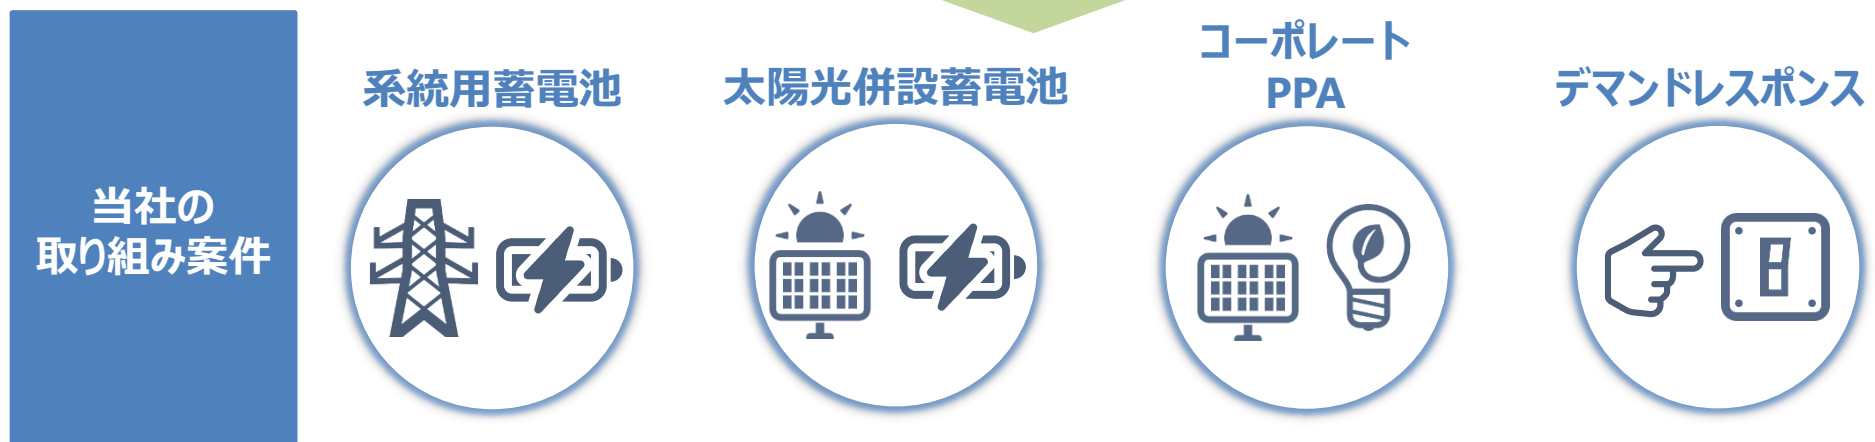 当社の
取り組み案件
系統用蓄電池
太陽光併設蓄電池
コーポレート
PPA
デマンドレスポンス